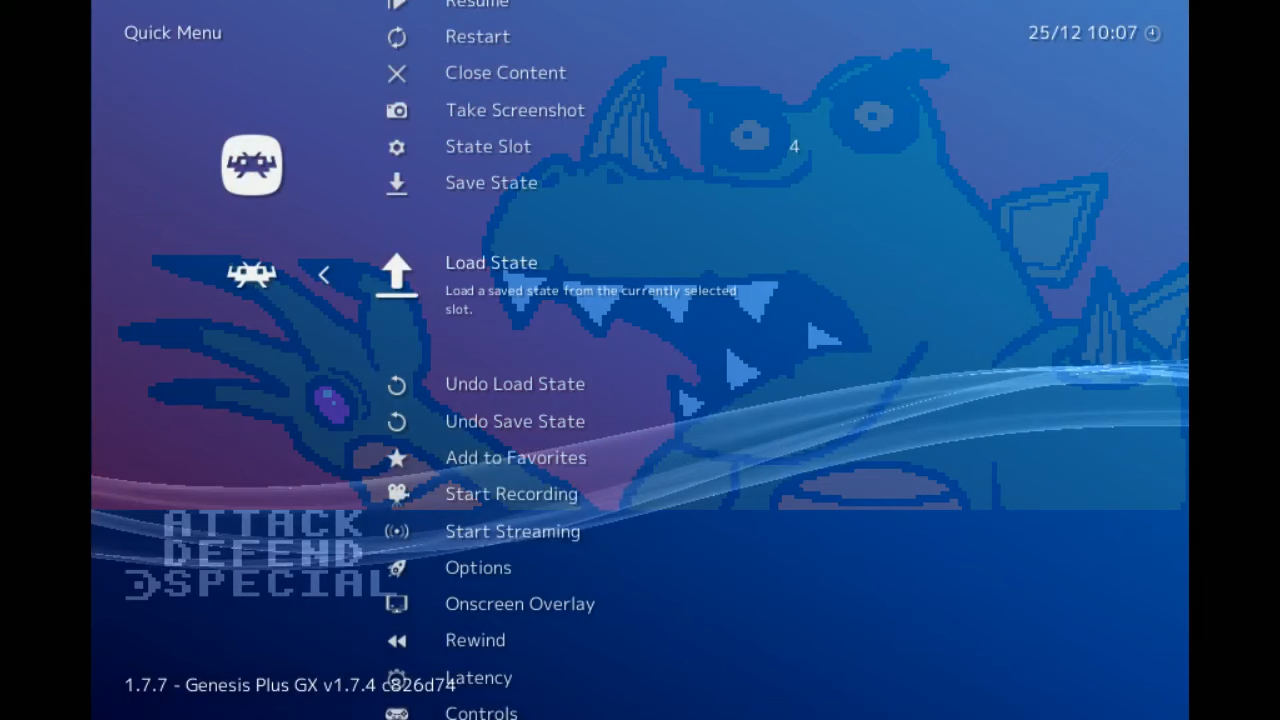 Resume
Quick Menu
25/12 10:07
Restart
Close Content
Take Screenshot
State Slot
4
Save State
Load State
Load a saved state from the currently selected
slot.
Undo Load State
Undo Save State
Add to Favorites
Start Recording
Start Streaming
ATTACK
DEFEND
SPECIAL
Options
Onscreen Overlay
Rewind
Latency
1.7.7 - Genesis Plus GX v1.7.4 c826d74
Controls